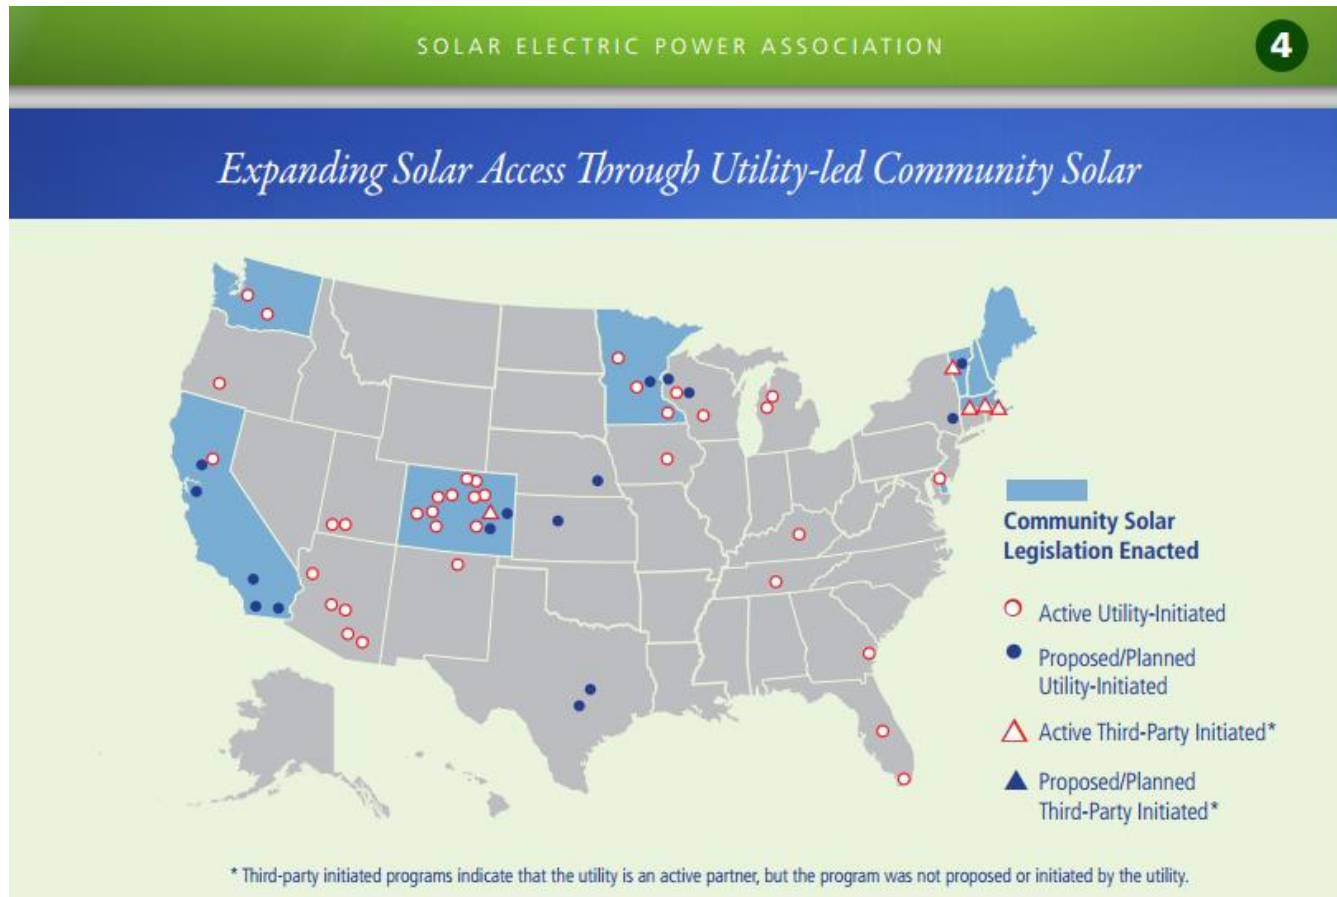 SOLAR ELECTRIC POWER ASSOCIATION
4
Expanding Solar Access Through Utility-led Community Solar
Community Solar
Legislation Enacted
Active Utility-Initiated
Proposed/Planned
Utility-Initiated
Active Third-Party Initiated*
Proposed/Planned
Third-Party Initiated*
* Third-party initiated programs indicate that the utility is an active partner, but the program was not proposed or initiated by the utility.